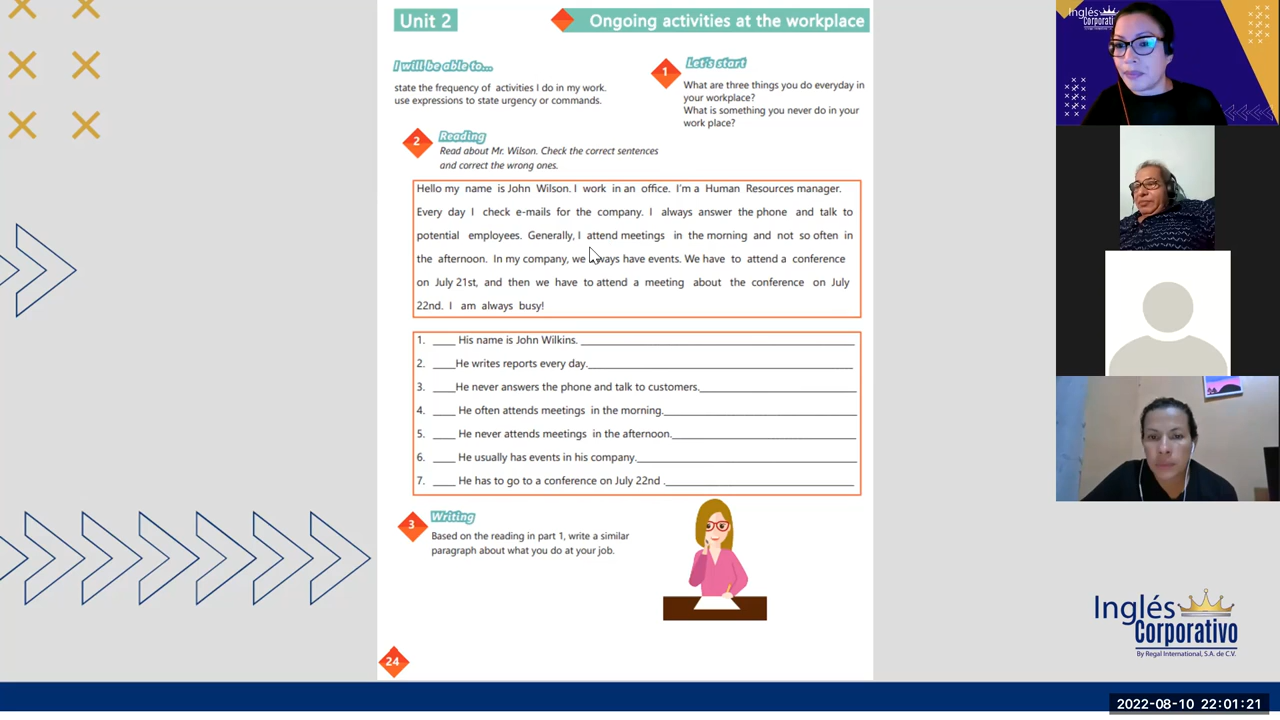 Unit 2
Ongoing activities at the workplace
I will be able to...
state the frequency of activities I do in my work.
use expressions to state urgency or commands.
1
Let's start
What are three things you do everyday in
your workplace?
What is something you never do in your
work place?
2
Reading
Read about Mr. Wilson. Check the correct sentences
and correct the wrong ones.
Hello my name is John Wilson. I work in an office. I'm a Human Resources manager.
Every day I check e-mails for the company. I always answer the phone and talk to
potential employees. Generally, I attend meetings in the morning and not so often in
the afternoon. In my company, we always have events. We have to attend a conference
on July 21st, and then we have to attend a meeting about the conference on July
22nd. I am always busy!
1. ____ His name is John Wilkins. ____
2. ____He writes reports every day.____
3. ____He never answers the phone and talk to customers.____
4. ____ He often attends meetings in the morning.____
5. ____ He never attends meetings in the afternoon.____
6. ____ He usually has events in his company.____
7. ____ He has to go to a conference on July 22nd .____
3
Writing
Based on the reading in part 1, write a similar
paragraph about what you do at your job.
24
Inglés
Corporativo
Inglés
Corporativo
By Regal International, S.A. de C.V.
2022-08-10 22:01:21